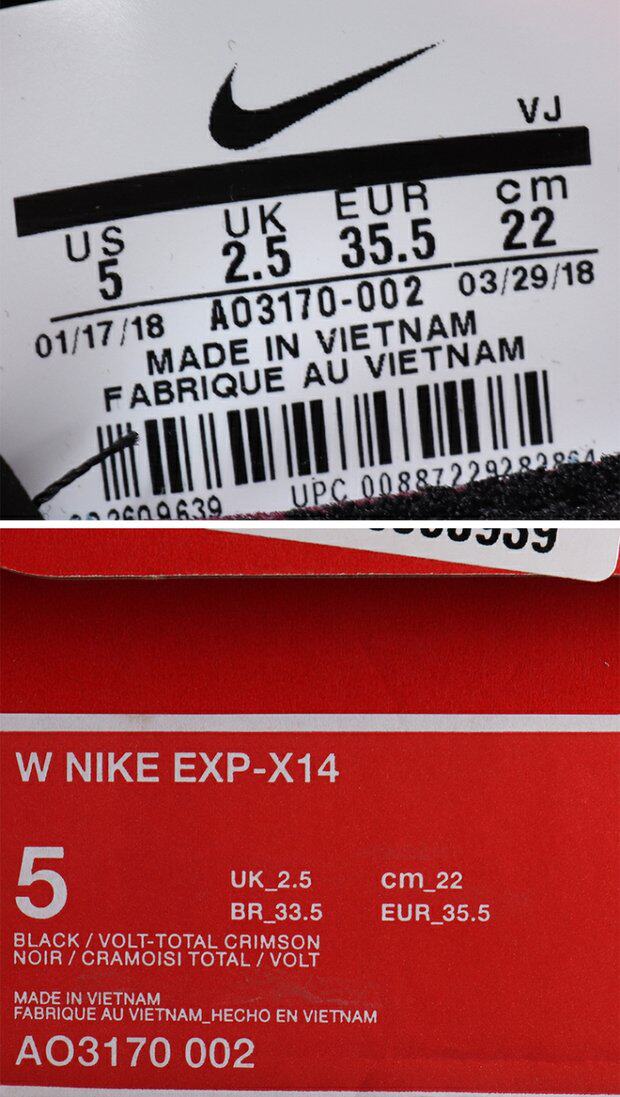 VJ
US UK EUR cm
5 2.5 35.5 22
01/17/18 AO3170-002 03/29/18
MADE IN VIETNAM
FABRIQUE AU VIETNAM
UPC 00887229282864
W NIKE EXP-X14
5
UK_2.5 cm_22
BR_33.5 EUR_35.5
BLACK / VOLT-TOTAL CRIMSON
NOIR / CRAMOISI TOTAL / VOLT
MADE IN VIETNAM
FABRIQUE AU VIETNAM_HECHO EN VIETNAM
AO3170 002